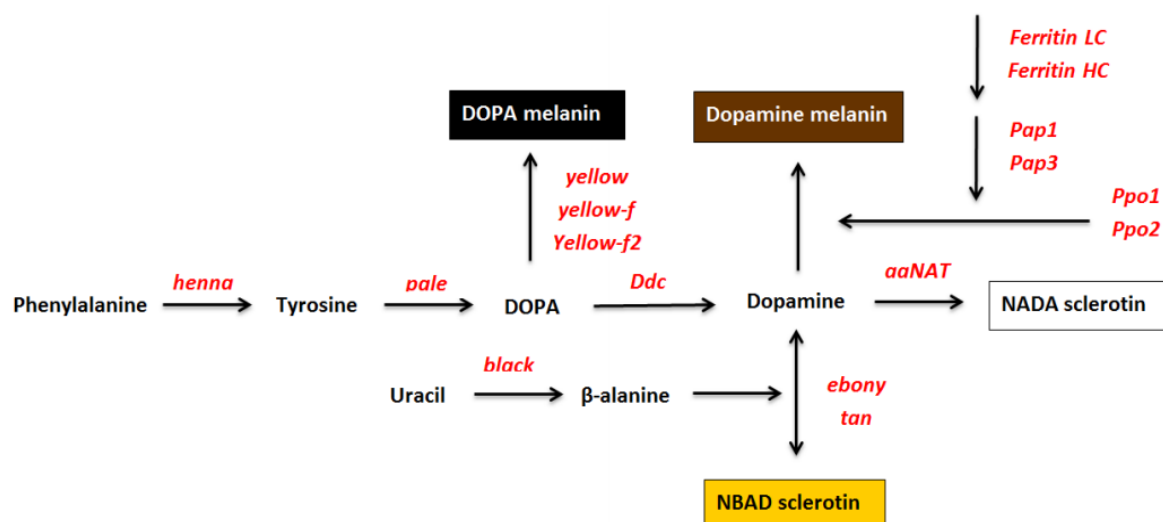 Ferritin LC
Ferritin HC
DOPA melanin
Dopamine melanin
Pap1
Pap3
yellow
yellow-f
Yellow-f2
Ppo1
Ppo2
henna
pale
Ddc
aaNAT
Phenylalanine
Tyrosine
DOPA
Dopamine
NADA sclerotin
black
Uracil
β-alanine
ebony
tan
NBAD sclerotin